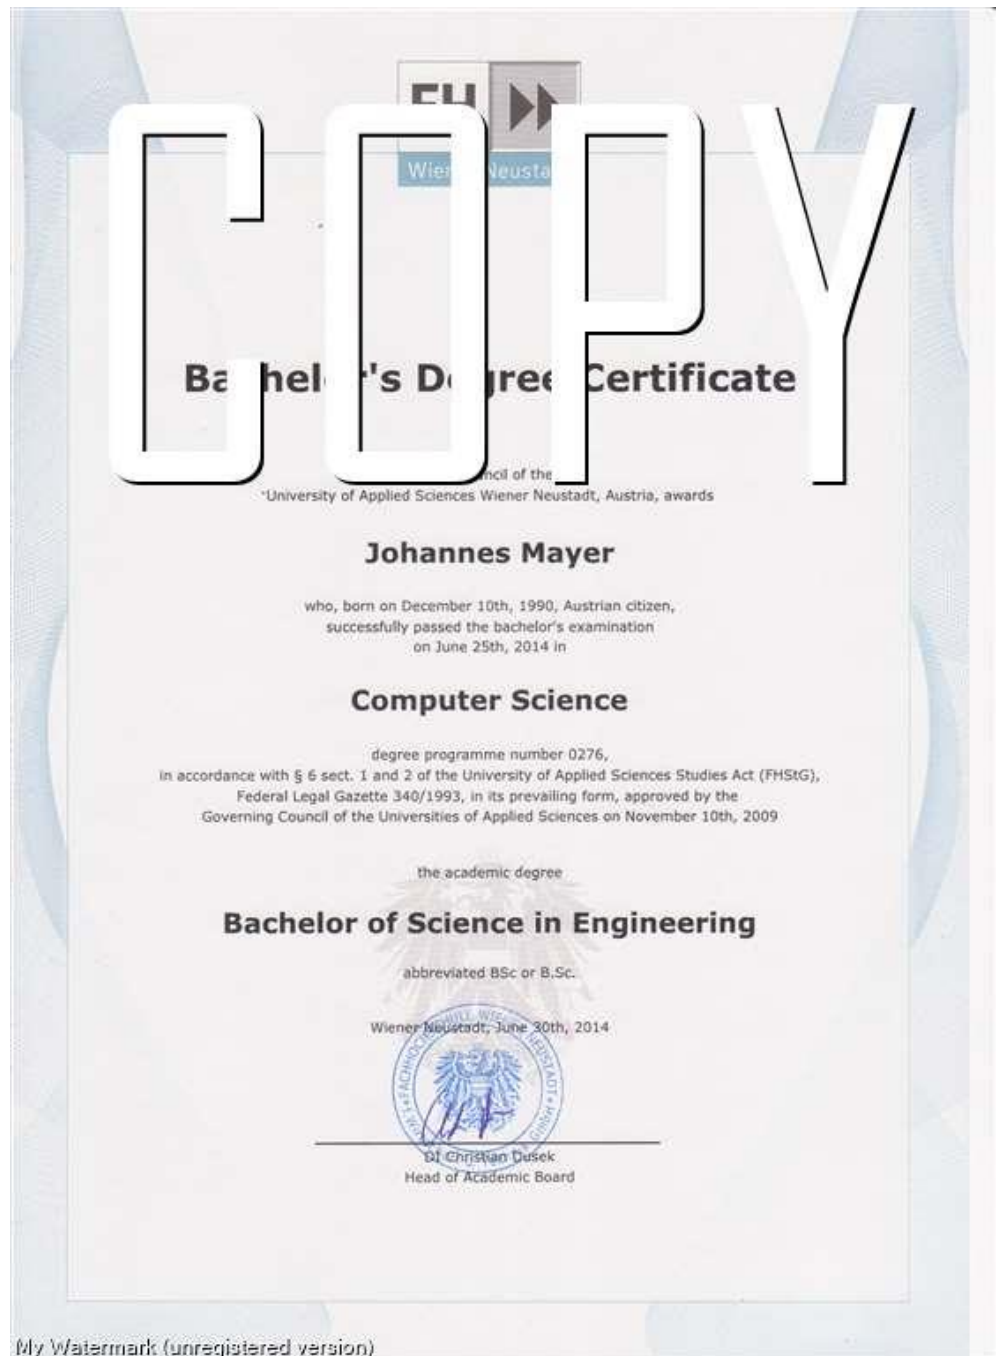 COPY
Bachelor's Degree Certificate
of the
University of Applied Sciences Wiener Neustadt, Austria, awards
Johannes Mayer
who, born on December 10th, 1990, Austrian citizen,
successfully passed the bachelor's examination
on June 25th, 2014 in
Computer Science
degree programme number 0276,
in accordance with § 6 sect. 1 and 2 of the University of Applied Sciences Studies Act (FHStG),
Federal Legal Gazette 340/1993, in its prevailing form, approved by the
Governing Council of the Universities of Applied Sciences on November 10th, 2009
the academic degree
Bachelor of Science in Engineering
abbreviated BSc or B.Sc.
Wiener Neustadt, June 30th, 2014
DI Christian Dusek
Head of Academic Board
My Watermark (unregistered version)